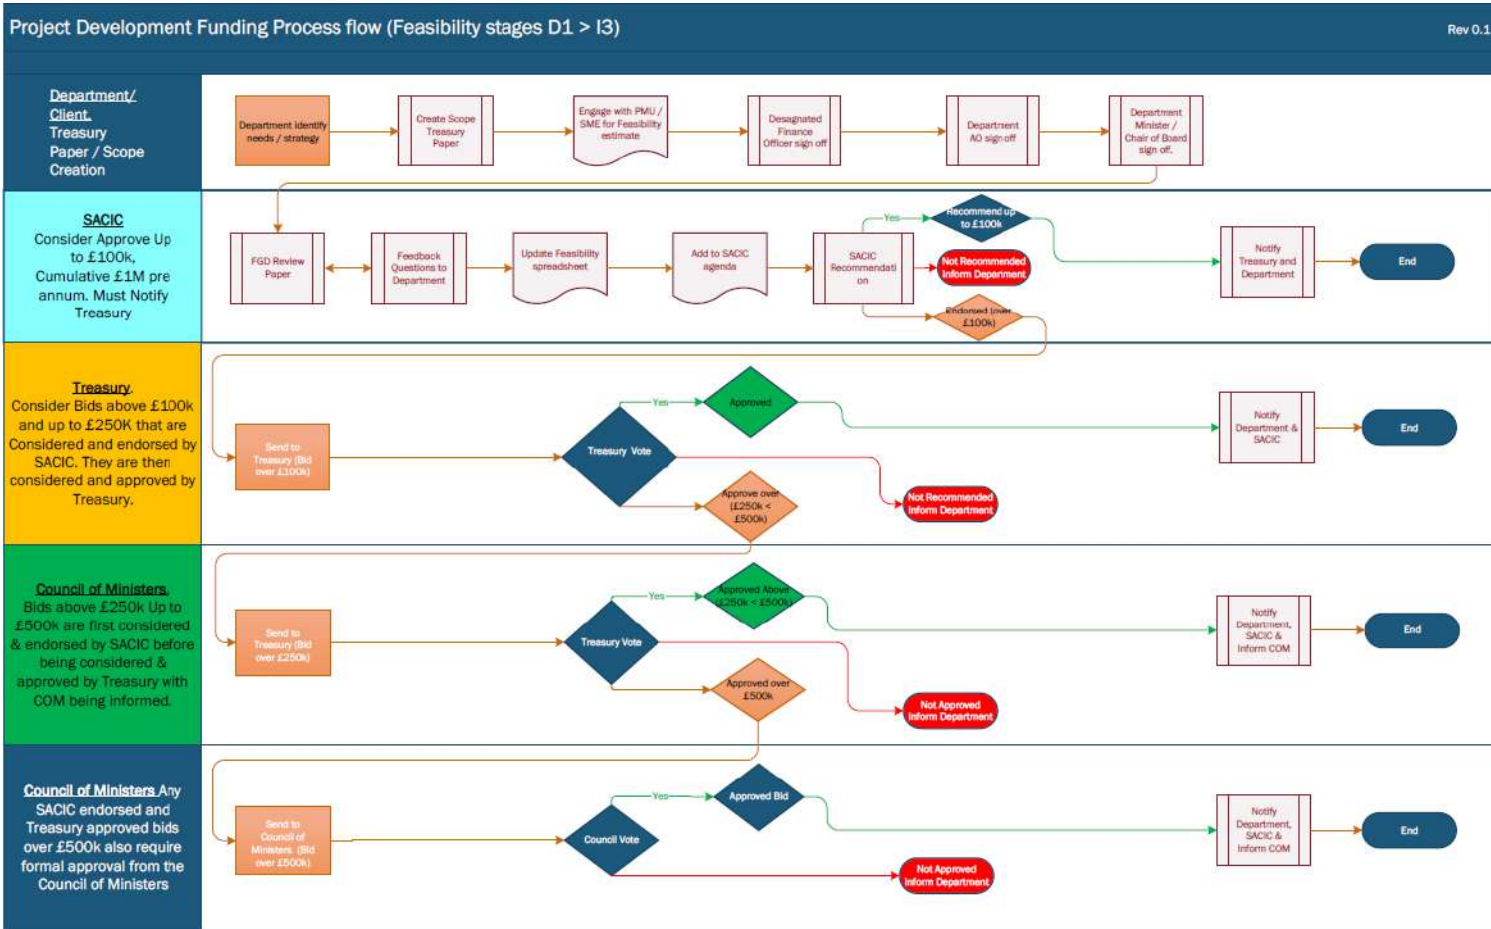 Project Development Funding Process flow (Feasibility stages D1 > I3)
Rev 0.1
Department/
Client.
Treasury
Paper / Scope
Creation
Department identify
needs / strategy
Create Scope
Treasury
Paper
Engage with PMU /
SME for Feasibility
estimate
Desagnated
Finance
Officer sign off
Department
AO sign off
Department
Minister /
Chair of Board
sign off.
SACIC
Consider Approve Up
to £100k,
Cumulative £1M pre
annum. Must Notify
Treasury
FGD Review
Paper
Feedback
Questions to
Department
Update Feasibility
spreadsheet
Add to SACIC
agenda
SACIC
Recommendati
on
Yes
Recommend up
to £100k
Not Recommended
Inform Department
Endorsed (over
£100k)
Notify
Treasury and
Department
End
Treasury.
Consider Bids above £100k
and up to £250K that are
Considered and endorsed by
SACIC. They are then
considered and approved by
Treasury.
Send to
Treasury (Bid
over £100k)
Treasury Vote
Yes
Approved
Approve over
(£250k <
£500k)
Not Recommended
Inform Department
Notify
Department &
SACIC
End
Council of Ministers.
Bids above £250k Up to
£500k are first considered
& endorsed by SACIC before
being considered &
approved by Treasury with
COM being informed.
Send to
Treasury (Bid
over £250k)
Treasury Vote
Yes
Approved Above
(£250k < £500k)
Approved over
£500k
Not Approved
Inform Department
Notify
Department,
SACIC &
Inform COM
End
Council of Ministers Any
SACIC endorsed and
Treasury approved bids
over £500k also require
formal approval from the
Council of Ministers
Send to
Council of
Ministers (Bid
over £500k)
Council Vote
Yes
Approved Bid
Not Approved
Inform Department
Notify
Department,
SACIC &
Inform COM
End